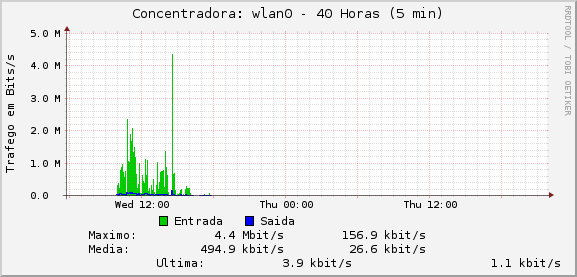 Concentradora: wlan0 - 40 Horas (5 min)
RRDTOOL / TOBI OETIKER
Trafego em Bits/s
5.0 M
4.0 M
3.0 M
2.0 M
1.0 M
0.0
Wed 12:00 Thu 00:00 Thu 12:00
Entrada Saida
Maximo: 4.4 Mbit/s 156.9 kbit/s
Media: 494.9 kbit/s 26.6 kbit/s
Ultima: 3.9 kbit/s 1.1 kbit/s